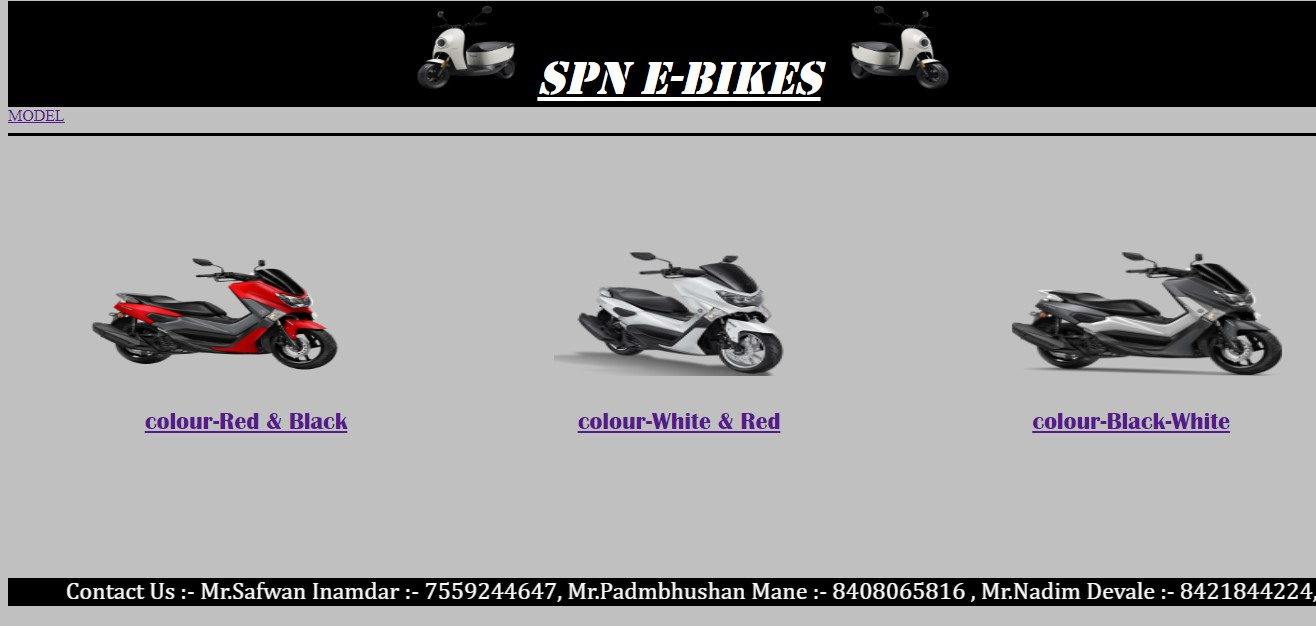 SPN E-BIKES
MODEL
colour-Red & Black
colour-White & Red
colour-Black-White
Contact Us :- Mr.Safwan Inamdar :- 7559244647, Mr.Padmbhushan Mane :- 8408065816 , Mr.Nadim Devale :- 8421844224,